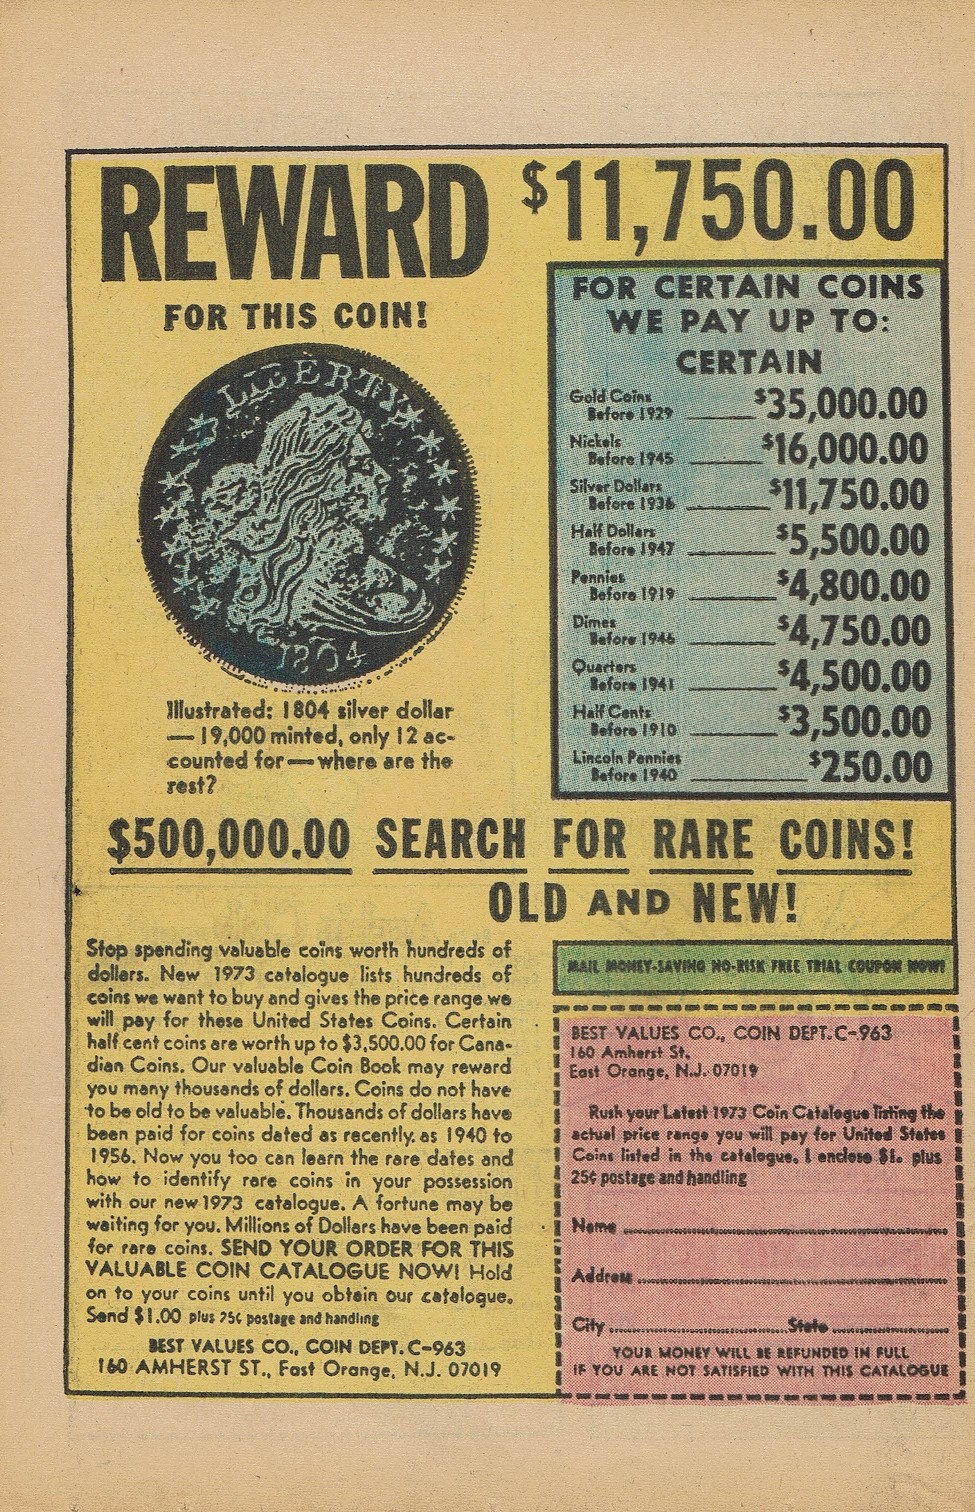 REWARD $11,750.00
FOR THIS COIN!
LIBERTY
1804
Illustrated: 1804 silver dollar
— 19,000 minted, only 12 ac-
counted for — where are the
rest?
FOR CERTAIN COINS
WE PAY UP TO:
CERTAIN
Gold Coins
Before 1929 ______ $35,000.00
Nickels
Before 1945 ______ $16,000.00
Silver Dollars
Before 1936 ______ $11,750.00
Half Dollars
Before 1947 ______ $5,500.00
Pennies
Before 1919 ______ $4,800.00
Dimes
Before 1946 ______ $4,750.00
Quarters
Before 1941 ______ $4,500.00
Half Cents
Before 1910 ______ $3,500.00
Lincoln Pennies
Before 1940 ______ $250.00
$500,000.00 SEARCH FOR RARE COINS!
OLD AND NEW!
Stop spending valuable coins worth hundreds of
dollars. New 1973 catalogue lists hundreds of
coins we want to buy and gives the price range we
will pay for these United States Coins. Certain
half cent coins are worth up to $3,500.00 for Cana-
dian Coins. Our valuable Coin Book may reward
you many thousands of dollars. Coins do not have
to be old to be valuable. Thousands of dollars have
been paid for coins dated as recently. as 1940 to
1956. Now you too can learn the rare dates and
how to identify rare coins in your possession
with our new 1973 catalogue. A fortune may be
waiting for you. Millions of Dollars have been paid
for rare coins. SEND YOUR ORDER FOR THIS
VALUABLE COIN CATALOGUE NOW! Hold
on to your coins until you obtain our catalogue.
Send $1.00 plus 25¢ postage and handling
BEST VALUES CO., COIN DEPT. C-963
160 AMHERST ST., East Orange, N.J. 07019
MAIL MONEY-SAVING NO-RISK FREE TRIAL COUPON NOW!
BEST VALUES CO., COIN DEPT. C-963
160 Amherst St.
East Orange, N.J. 07019
Rush your Latest 1973 Coin Catalogue listing the
actual price range you will pay for United States
Coins listed in the catalogue. I enclose $1. plus
25¢ postage and handling
Name ..............................
Address ..............................
City .................... State ....................
YOUR MONEY WILL BE REFUNDED IN FULL
IF YOU ARE NOT SATISFIED WITH THIS CATALOGUE